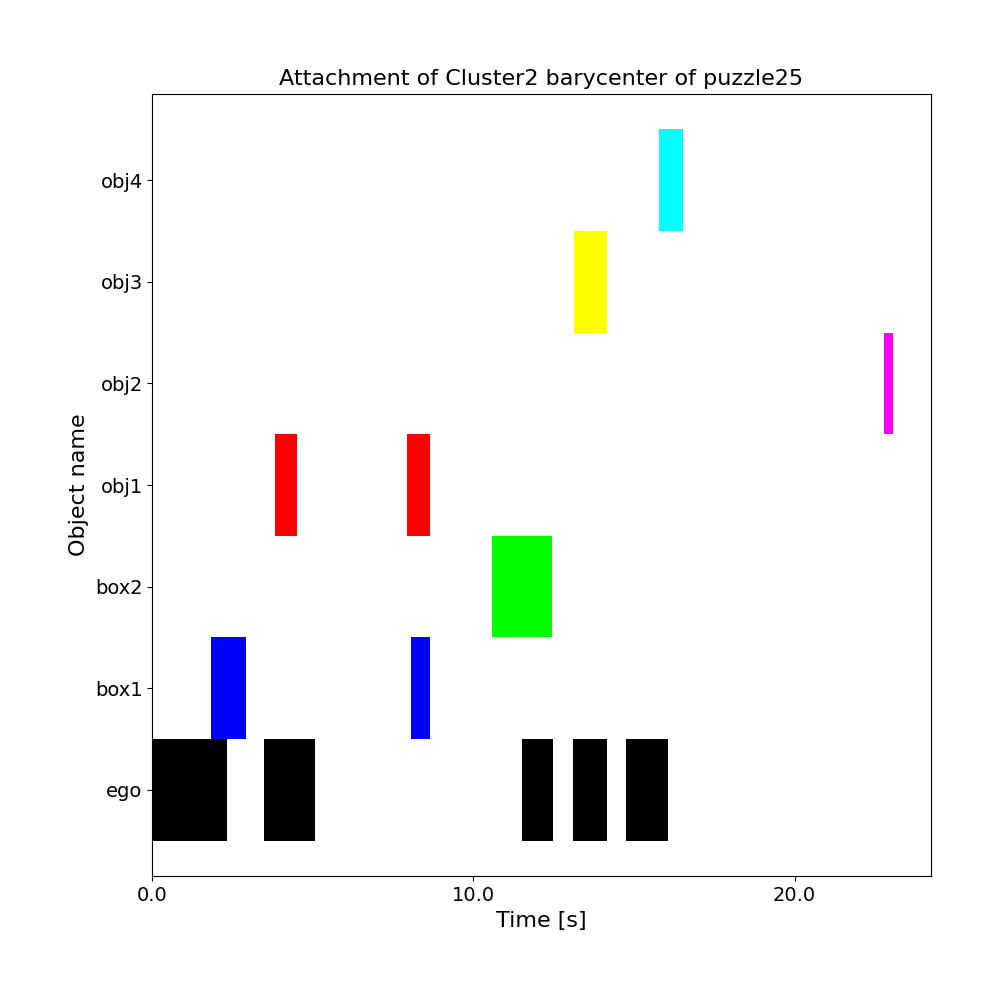 Attachment of Cluster2 barycenter of puzzle25
obj4
obj3
obj2
obj1
box2
box1
ego
Object name
0.0 10.0 20.0
Time [s]